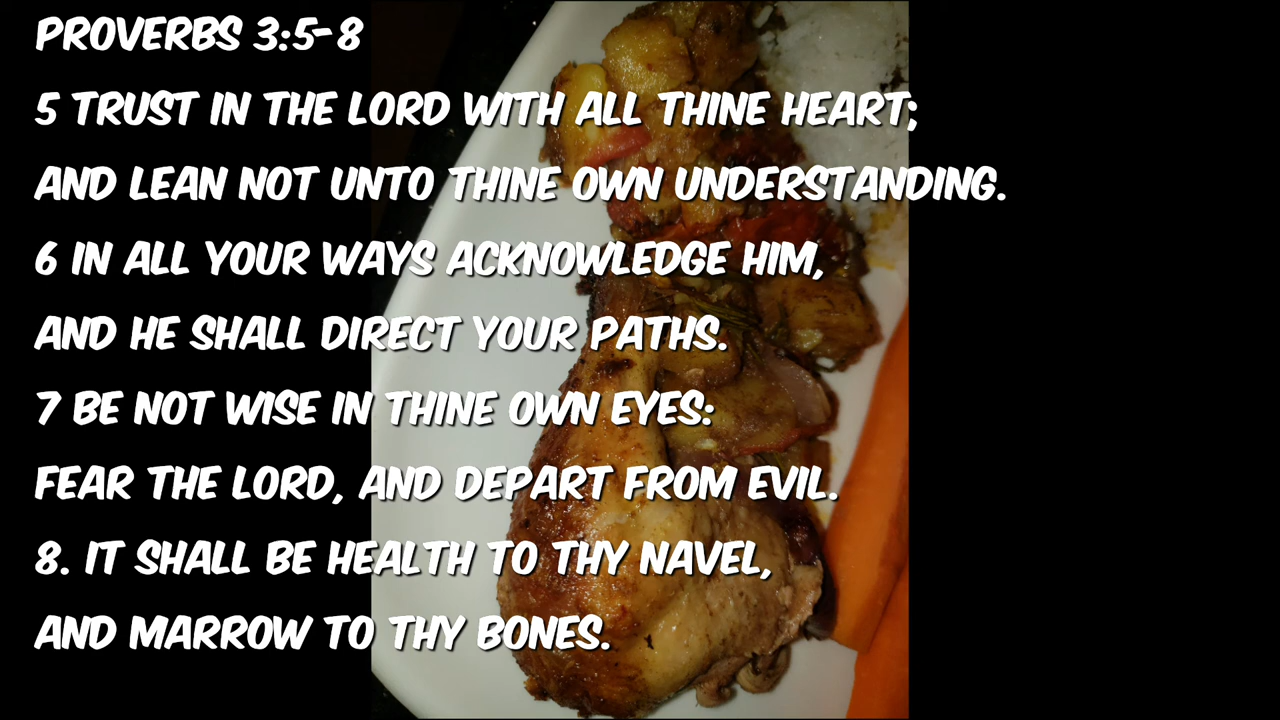 PROVERBS 3:5-8
5 TRUST IN THE LORD WITH ALL THINE HEART;
AND LEAN NOT UNTO THINE OWN UNDERSTANDING.
6 IN ALL YOUR WAYS ACKNOWLEDGE HIM,
AND HE SHALL DIRECT YOUR PATHS.
7 BE NOT WISE IN THINE OWN EYES:
FEAR THE LORD, AND DEPART FROM EVIL.
8. IT SHALL BE HEALTH TO THY NAVEL,
AND MARROW TO THY BONES.